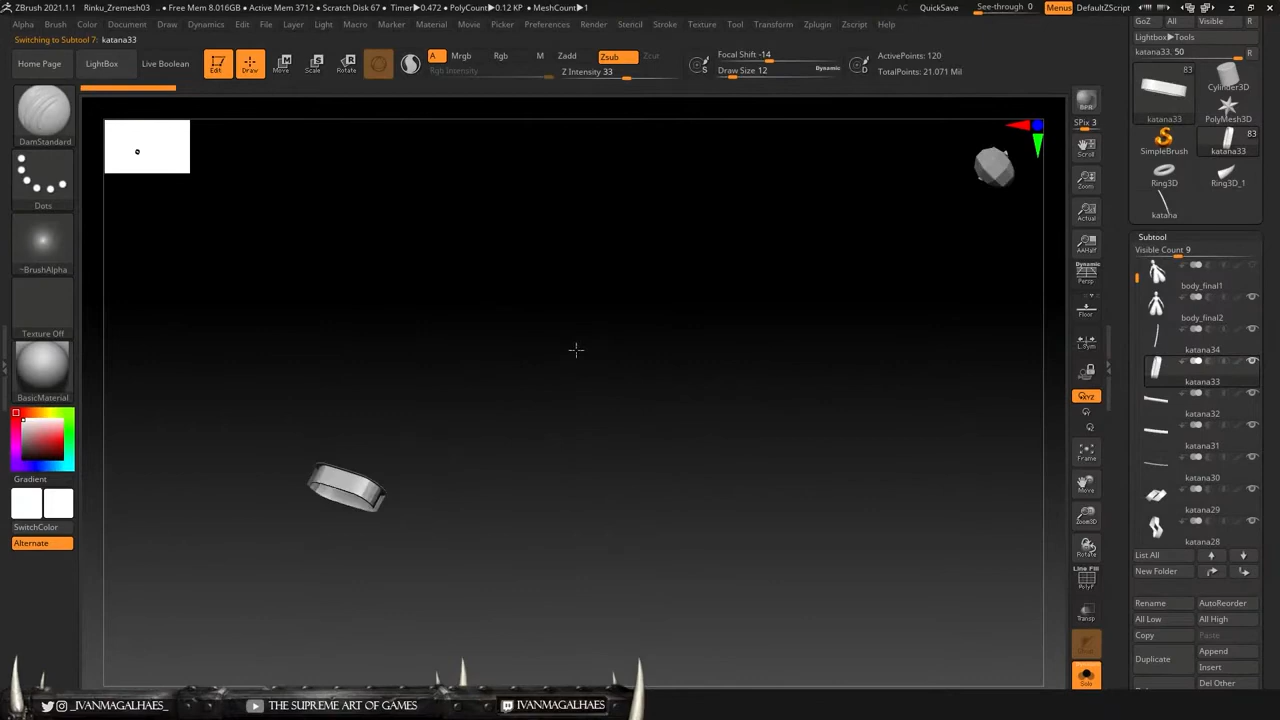 ZBrush 2021.1.1 Rinku_Zremesh03 .. • Free Mem 8.016GB • Active Mem 3712 • Scratch Disk 67 • Timer▶0.472 • PolyCount▶0.12 KP • MeshCount▶1
AC QuickSave See-through 0 Menus DefaultZScript
Alpha Brush Color Document Draw Dynamics Edit File Layer Light Macro Marker Material Movie Picker Preferences Render Stencil Stroke Texture Tool Transform Zplugin Zscript Help
GoZ All Visible R
Switching to Subtool 7: katana33
Lightbox▶Tools
katana33. 50 R
Home Page LightBox Live Boolean
Edit Draw Move Scale Rotate
A Mrgb Rgb M Zadd Zsub Zcut
Rgb Intensity Z Intensity 33
Focal Shift -14
Draw Size 12 Dynamic
S D
ActivePoints: 120
TotalPoints: 21.071 Mil
DamStandard
Dots
~BrushAlpha
Texture Off
BasicMaterial
Gradient
SwitchColor
Alternate
BPR
SPix 3
Scroll
Zoom
Actual
AAHalf
Dynamic
Persp
Floor
L.Sym
XYZ
Frame
Move
Zoom3D
Rotate
Line Fill
PolyF
Transp
Solo
83
Cylinder3D
katana33 PolyMesh3D
83
SimpleBrush katana33
Ring3D Ring3D_1
katana
Subtool
Visible Count 9
body_final1
body_final2
katana34
katana33
katana32
katana31
katana30
katana29
katana28
List All
New Folder
Rename AutoReorder
All Low All High
Copy Paste
Duplicate Append
Insert
Del Other
_IVANMAGALHAES_ THE SUPREME ART OF GAMES IVANMAGALHAES